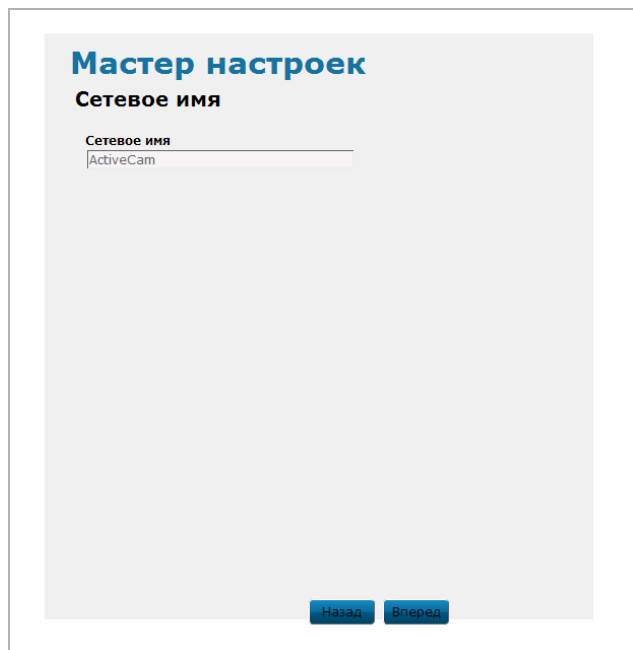 Мастер настроек
Сетевое имя
Сетевое имя
ActiveCam
Назад Вперед